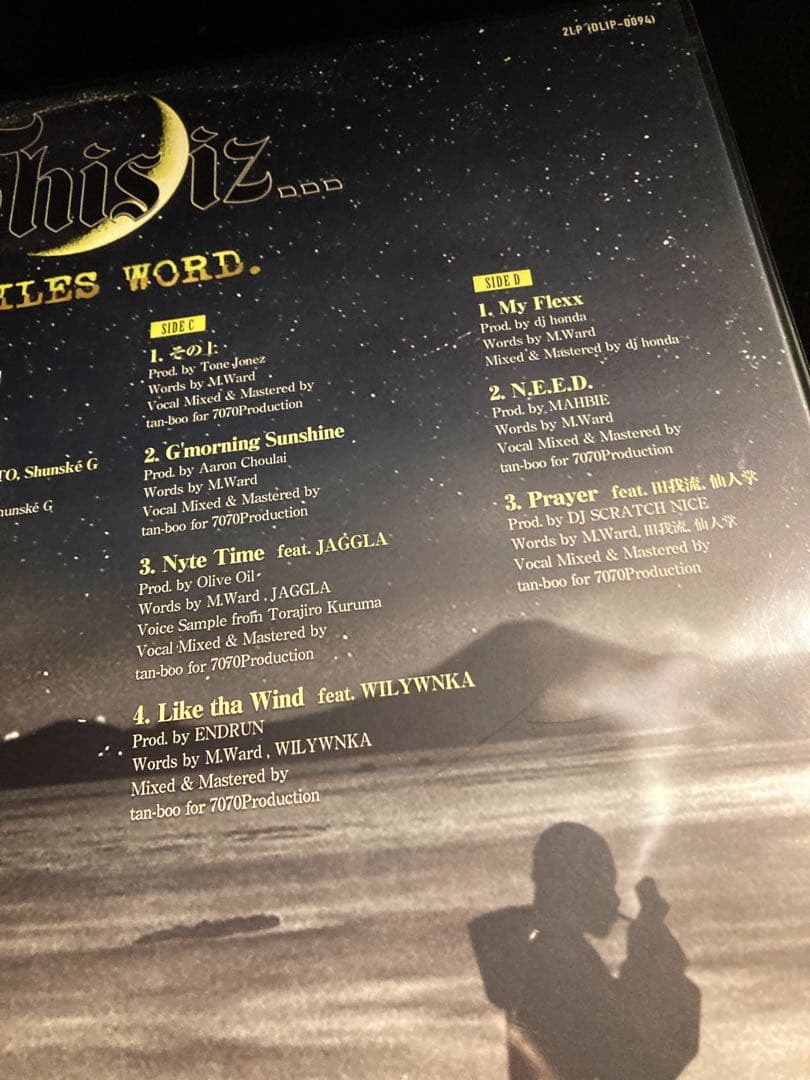 2LP (OLIP-0094)
This iz...
ILES WORD.
SIDE C
1. その上
Prod. by Tone Jonez
Words by M.Ward
Vocal Mixed & Mastered by
tan-boo for 7070Production
2. G'morning Sunshine
Prod. by Aaron Choulai
Words by M.Ward
Vocal Mixed & Mastered by
tan-boo for 7070Production
3. Nyte Time feat. JAGGLA
Prod. by Olive Oil
Words by M.Ward , JAGGLA
Voice Sample from Torajiro Kuruma
Vocal Mixed & Mastered by
tan-boo for 7070Production
4. Like tha Wind feat. WILYWNKA
Prod. by ENDRUN
Words by M.Ward , WILYWNKA
Mixed & Mastered by
tan-boo for 7070Production
TO, Shunské G
hunské G
SIDE D
1. My Flexx
Prod. by dj honda
Words by M.Ward
Mixed & Mastered by dj honda
2. N.E.E.D.
Prod. by MAHBIE
Words by M.Ward
Vocal Mixed & Mastered by
tan-boo for 7070Production
3. Prayer feat. 田我流, 仙人掌
Prod. by DJ SCRATCH NICE
Words by M.Ward, 田我流, 仙人掌
Vocal Mixed & Mastered by
tan-boo for 7070Production